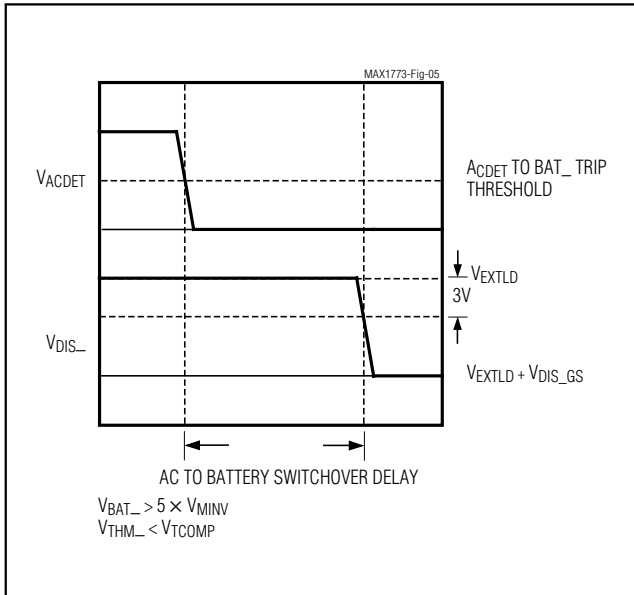 MAX1773-Fig-05
VACDET
ACDET TO BAT_ TRIP
THRESHOLD
VEXTLD
3V
VDIS_
VEXTLD + VDIS_GS
AC TO BATTERY SWITCHOVER DELAY
VBAT_ > 5 × VMINV
VTHM_ < VTCOMP